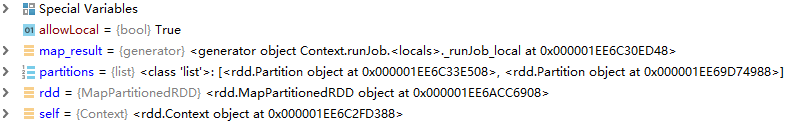 Special Variables
01 allowLocal = {bool} True
map_result = {generator} <generator object Context.runJob.<locals>._runJob_local at 0x000001EE6C30ED48>
partitions = {list} <class 'list'>: [<rdd.Partition object at 0x000001EE6C33E508>, <rdd.Partition object at 0x000001EE69D74988>]
rdd = {MapPartitionedRDD} <rdd.MapPartitionedRDD object at 0x000001EE6ACC6908>
self = {Context} <rdd.Context object at 0x000001EE6C2FD388>